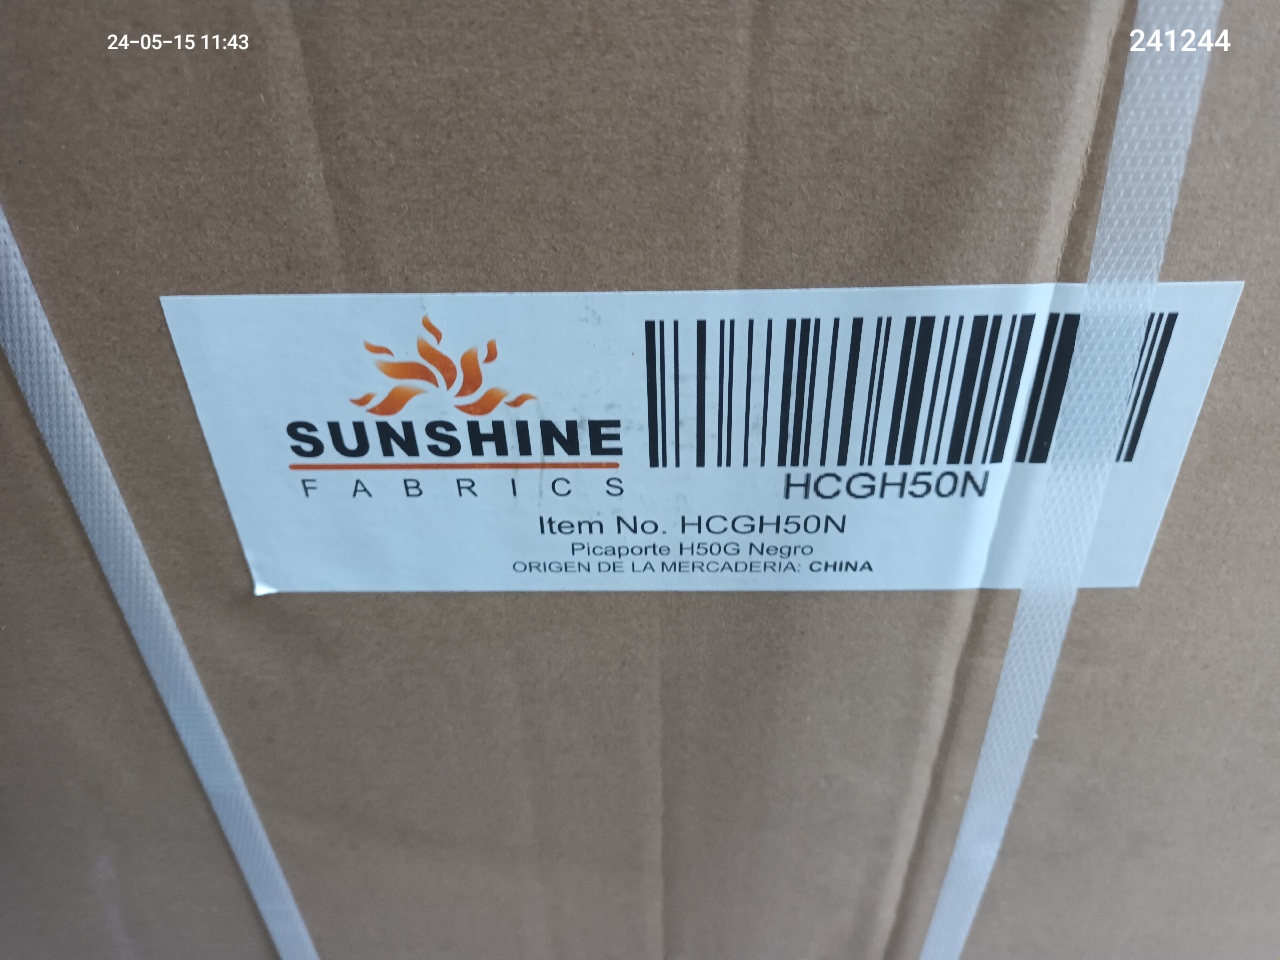 24-05-15 11:43
241244
SUNSHINE
FABRICS
HCGH50N
Item No. HCGH50N
Picaporte H50G Negro
ORIGEN DE LA MERCADERIA: CHINA